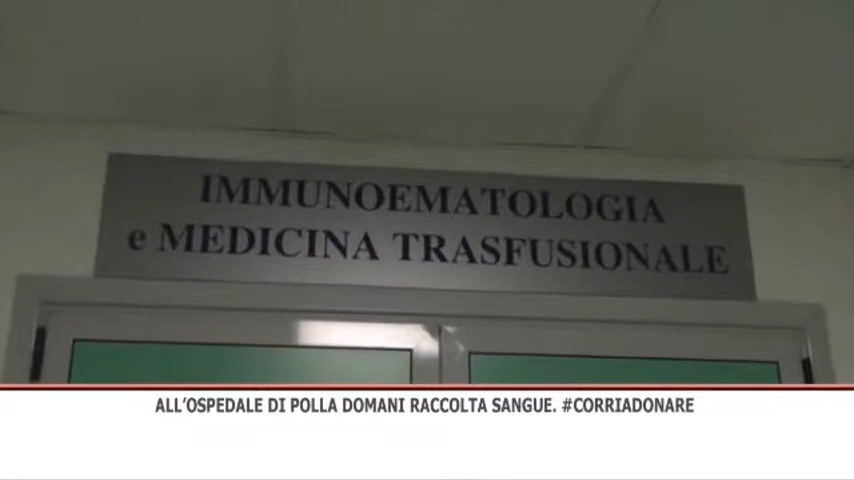 IMMUNOEMATOLOGIA
e MEDICINA TRASFUSIONALE
ALL'OSPEDALE DI POLLA DOMANI RACCOLTA SANGUE. #CORRIADONARE